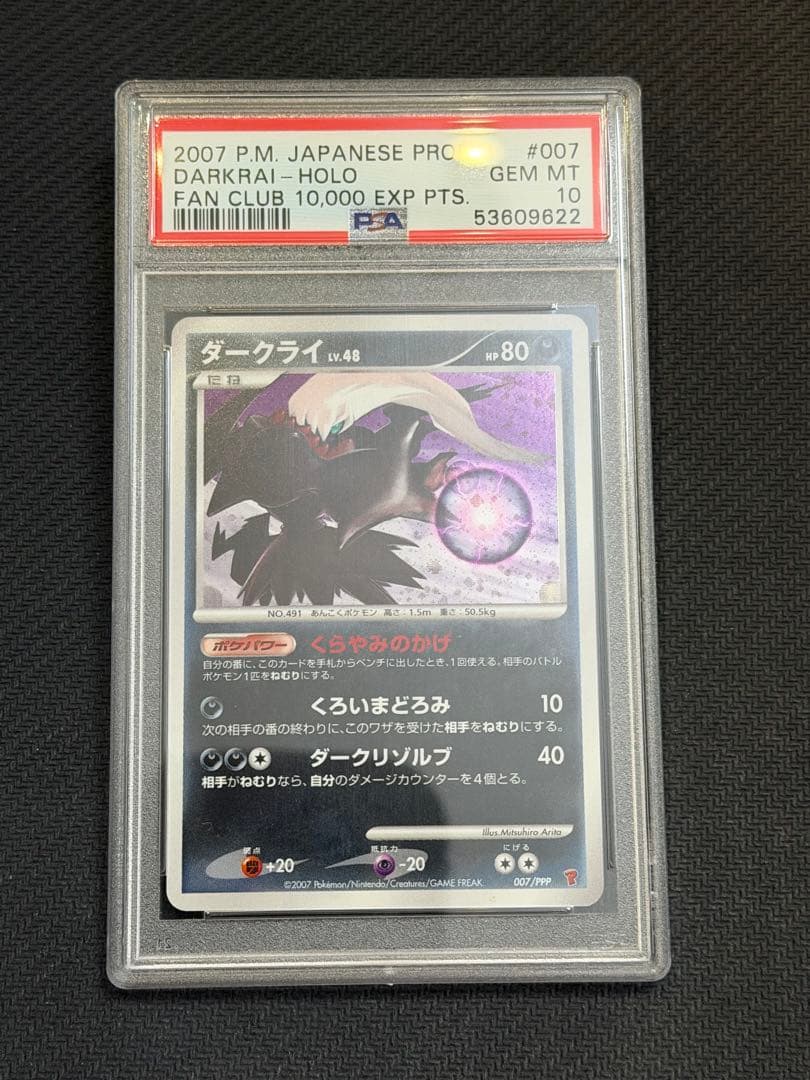 2007 P.M. JAPANESE PRO
#007
DARKRAI-HOLO
GEM MT
FAN CLUB 10,000 EXP PTS.
10
PSA
53609622
ダークライ LV.48
HP 80
たね
NO.491 あんこくポケモン 高さ:1.5m 重さ:50.5kg
ポケパワー くらやみのかげ
自分の番に、このカードを手札からベンチに出したとき、1回使える。相手のバトル
ポケモン1匹をねむりにする。
くろいまどろみ 10
次の相手の番の終わりに、このワザを受けた相手をねむりにする。
ダークリゾルブ 40
相手がねむりなら、自分のダメージカウンターを4個とる。
Illus.Mitsuhiro Arita
弱点 +20
抵抗力 -20
にげる
©2007 Pokémon/Nintendo/Creatures/GAME FREAK.
007/PPP
P